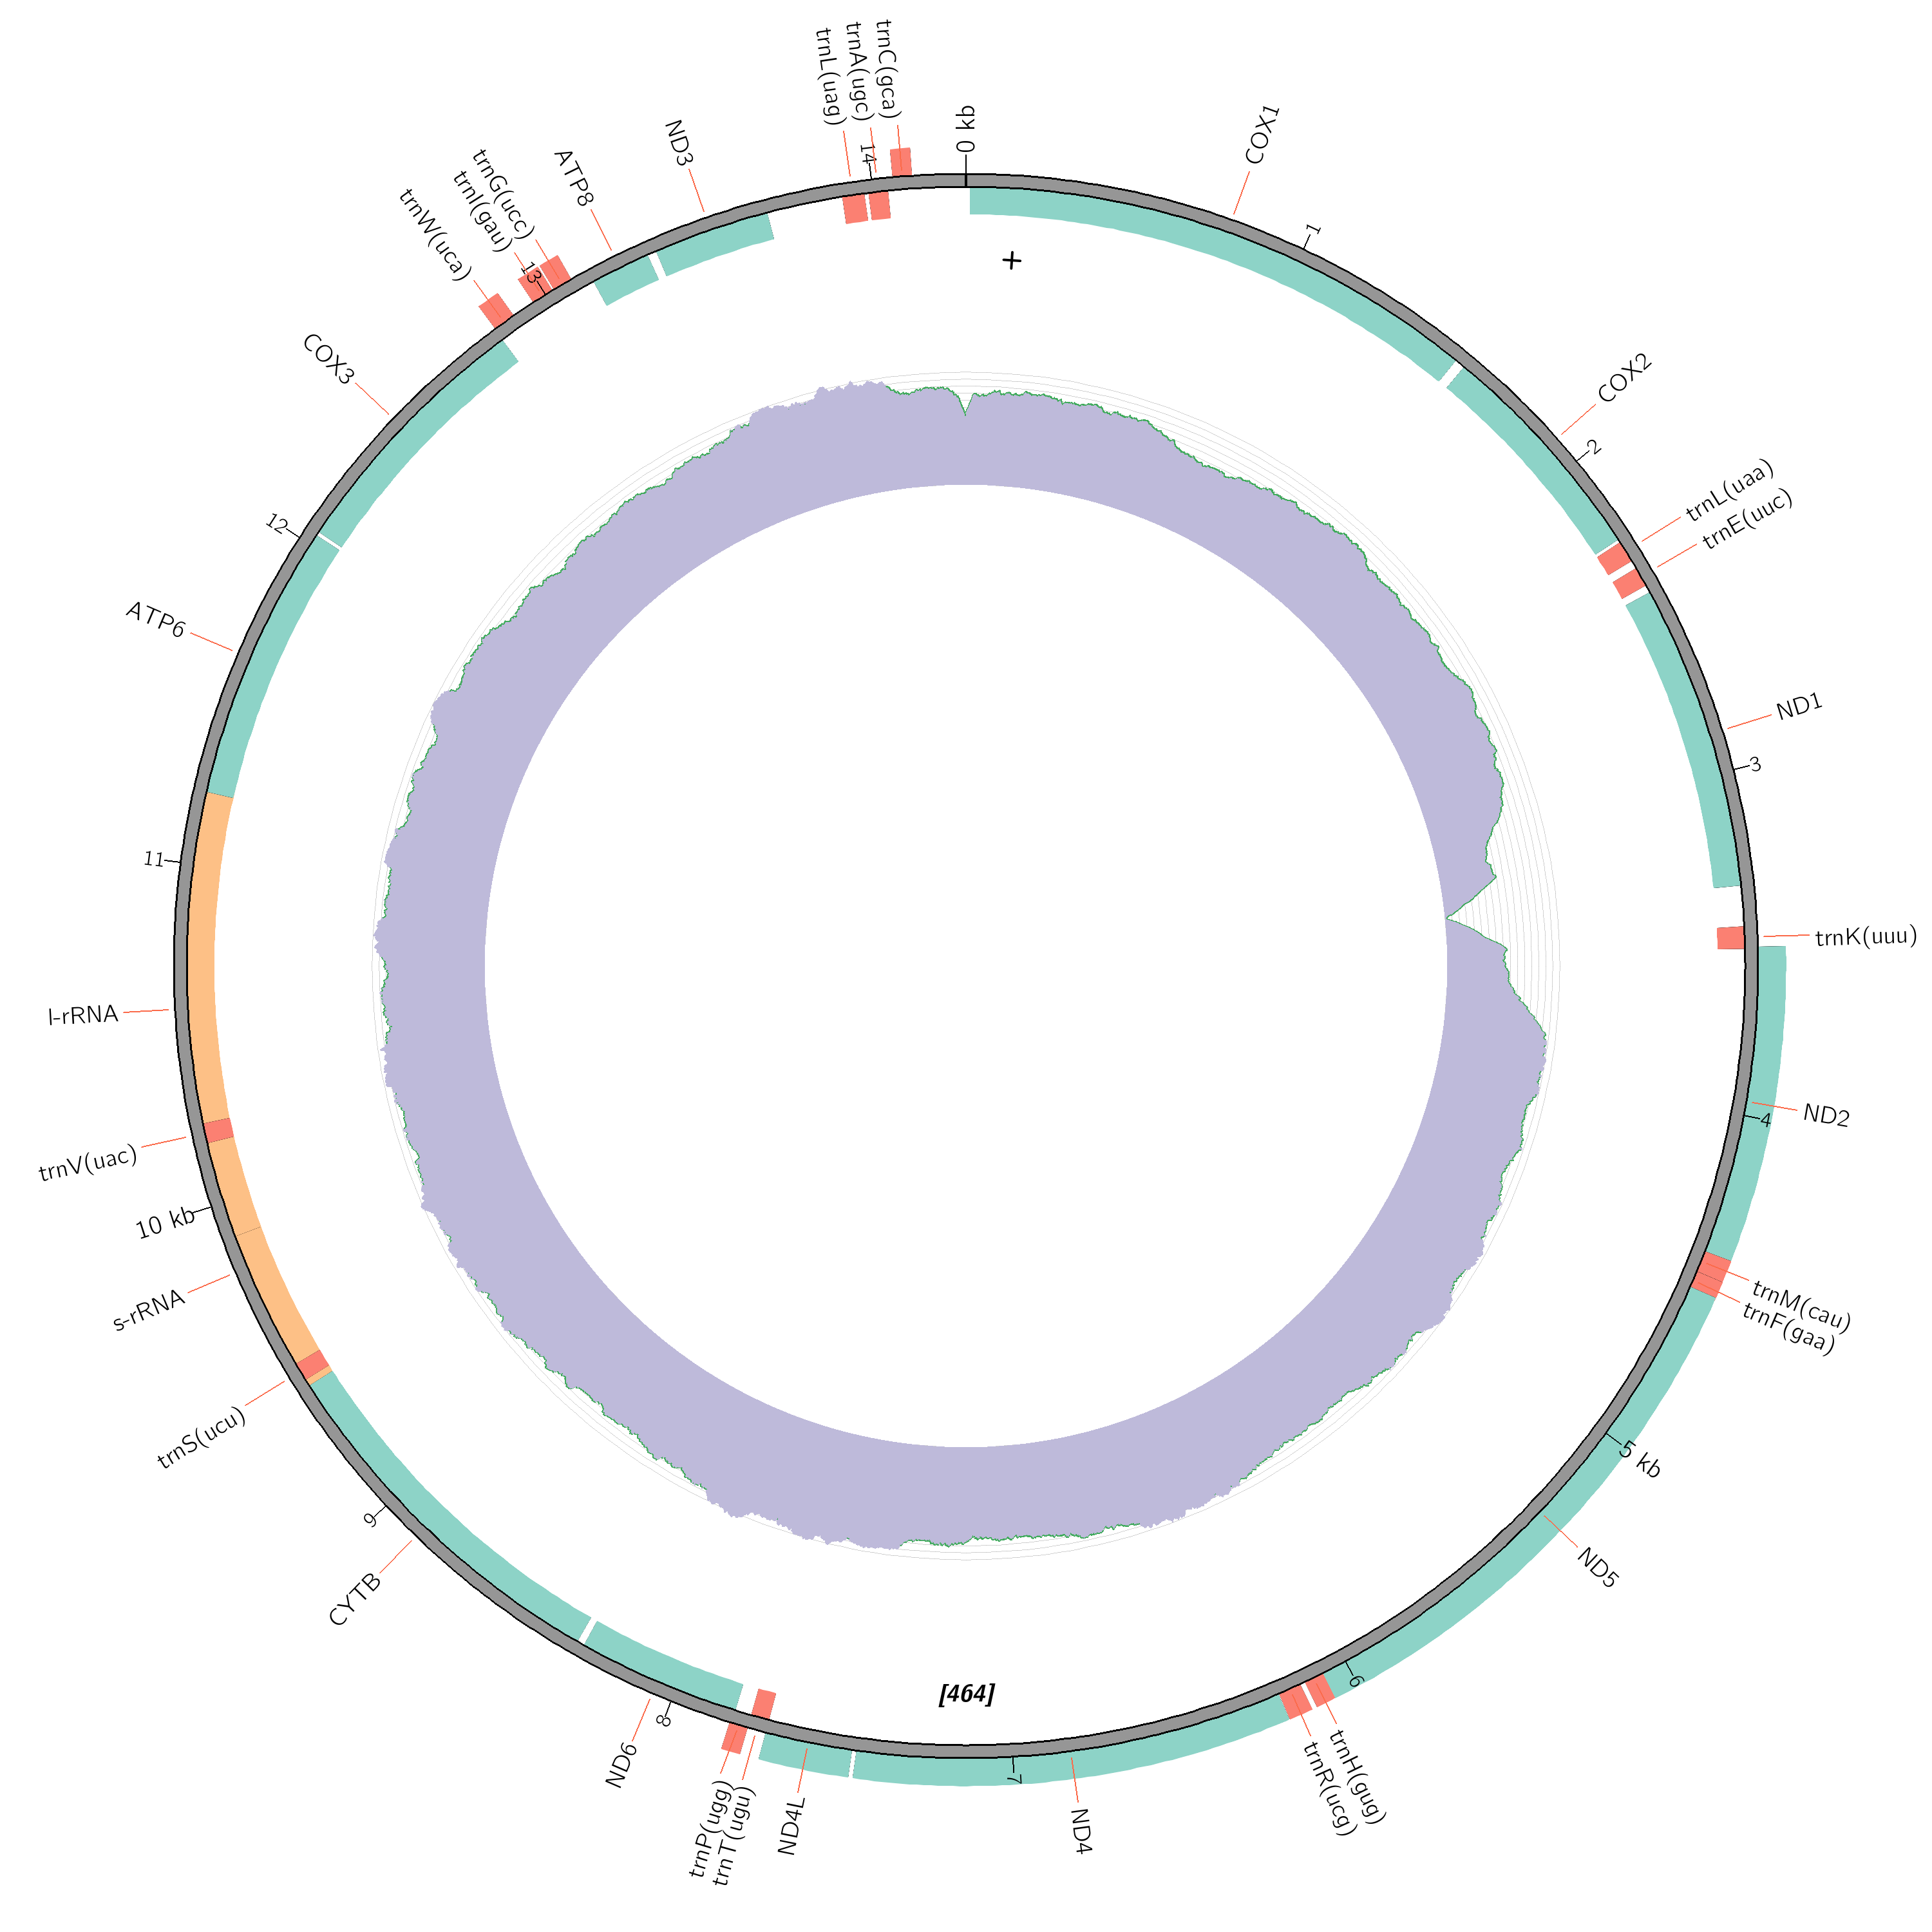 0 kb
COX1
1
COX2
2
trnL(uaa)
trnE(uuc)
ND1
3
trnK(uuu)
ND2
4
trnM(cau)
trnF(gaa)
5 kb
ND5
6
trnH(gug)
trnR(ucg)
ND4
7
ND4L
trnT(ugu)
trnP(ugg)
ND6
8
CYTB
9
trnS(ucu)
s-rRNA
10 kb
trnV(uac)
l-rRNA
11
ATP6
12
COX3
trnW(uca)
13
trnI(gau)
trnG(ucc)
ATP8
ND3
trnL(uag)
14
trnA(ugc)
trnC(gca)
+
[464]